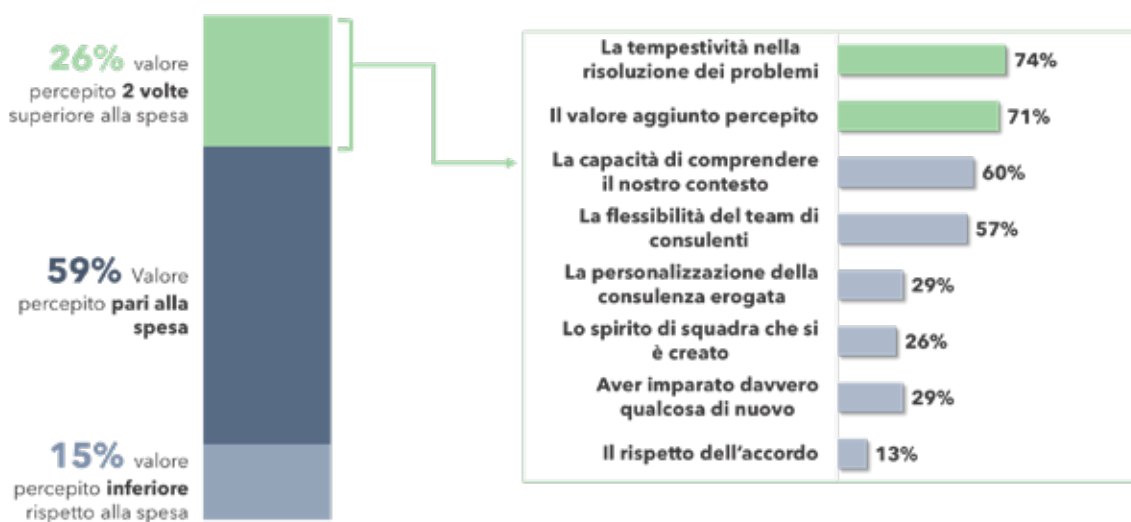 26% valore
percepito 2 volte
superiore alla spesa
59% Valore
percepito pari alla
spesa
15% valore
percepito inferiore
rispetto alla spesa
La tempestività nella
risoluzione dei problemi
74%
Il valore aggiunto percepito
71%
La capacità di comprendere
il nostro contesto
60%
La flessibilità del team di
consulenti
57%
La personalizzazione della
consulenza erogata
29%
Lo spirito di squadra che si
è creato
26%
Aver imparato davvero
qualcosa di nuovo
29%
Il rispetto dell'accordo
13%